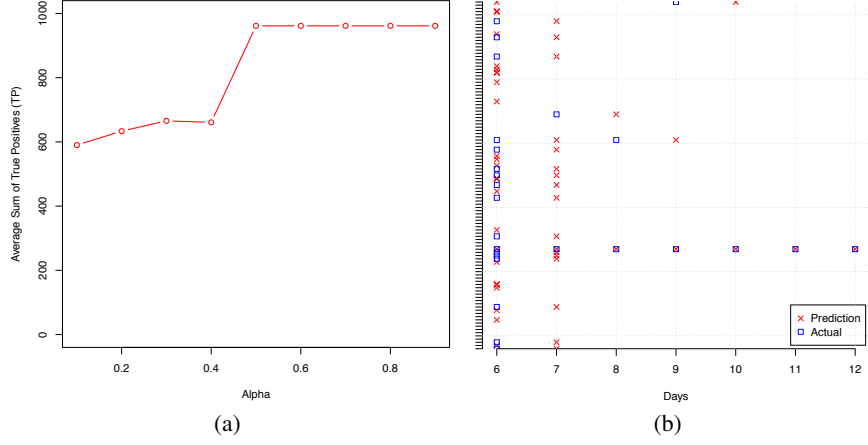 1000
800
600
400
200
0
Average Sum of True Positives (TP)
0.2 0.4 0.6 0.8
Alpha
(a)
Prediction
Actual
6 7 8 9 10 11 12
Days
(b)